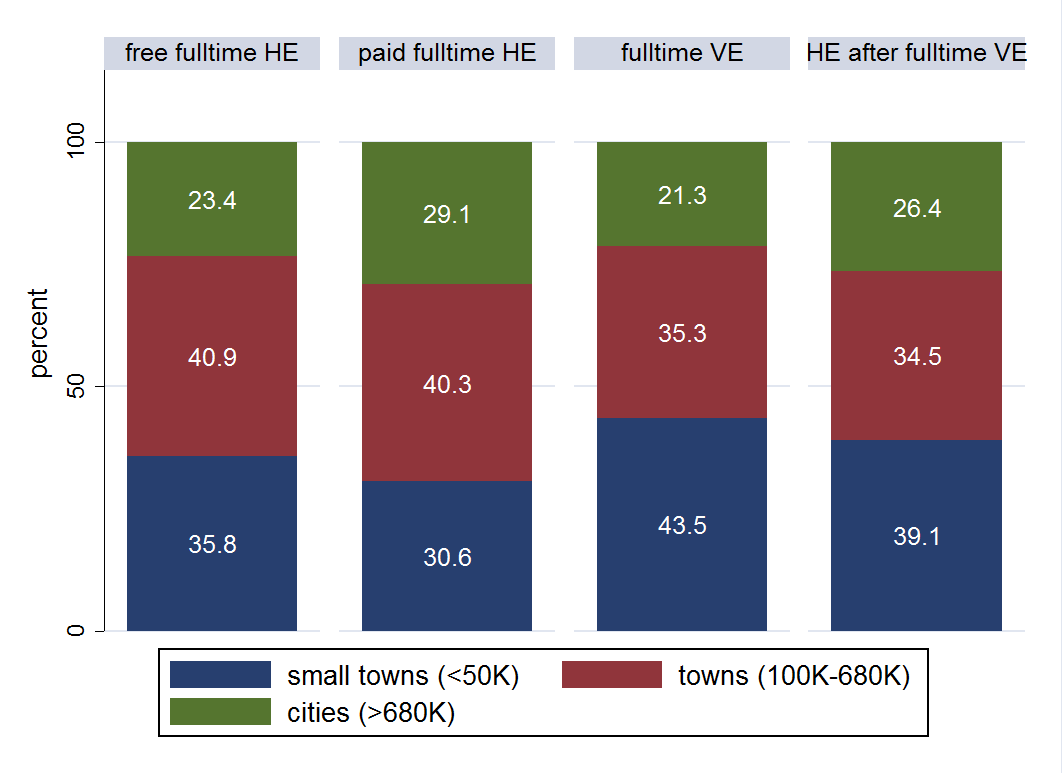 free fulltime HE
paid fulltime HE
fulltime VE
HE after fulltime VE
percent
100
50
0
23.4
40.9
35.8
29.1
40.3
30.6
21.3
35.3
43.5
26.4
34.5
39.1
small towns (<50K)
towns (100K-680K)
cities (>680K)